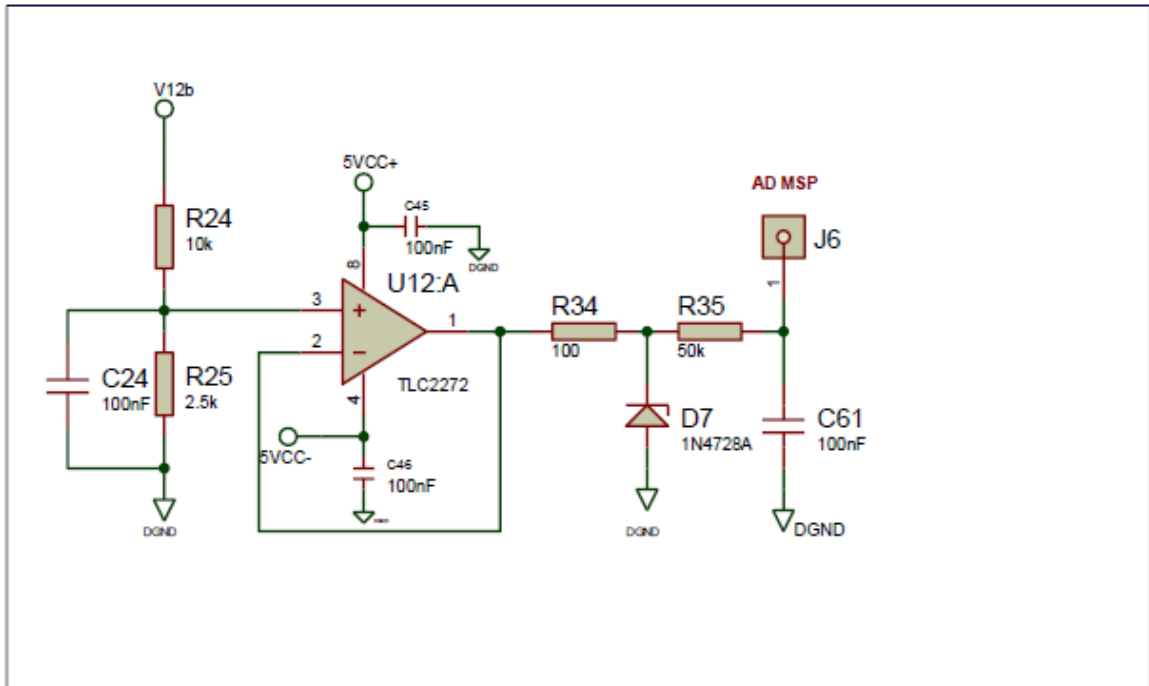 V12b
R24
10k
C24
100nF
R25
2.5k
DGND
5VCC+
C45
100nF
DGND
8
U12:A
3
2
1
4
TLC2272
5VCC-
C46
100nF
R34
100
R35
50k
D7
1N4728A
DGND
AD MSP
J6
1
C61
100nF
DGND